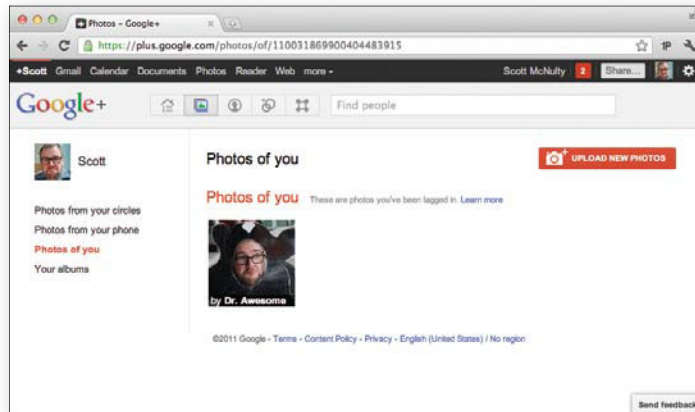 Photos - Google+
https://plus.google.com/photos/of/110031869900404483915
1P
+Scott Gmail Calendar Documents Photos Reader Web more
Scott McNulty 2 Share...
Google+
Find people
Scott
Photos from your circles
Photos from your phone
Photos of you
Your albums
Photos of you
UPLOAD NEW PHOTOS
Photos of you These are photos you've been tagged in. Learn more
by Dr. Awesome
©2011 Google - Terms - Content Policy - Privacy - English (United States) / No region
Send feedback